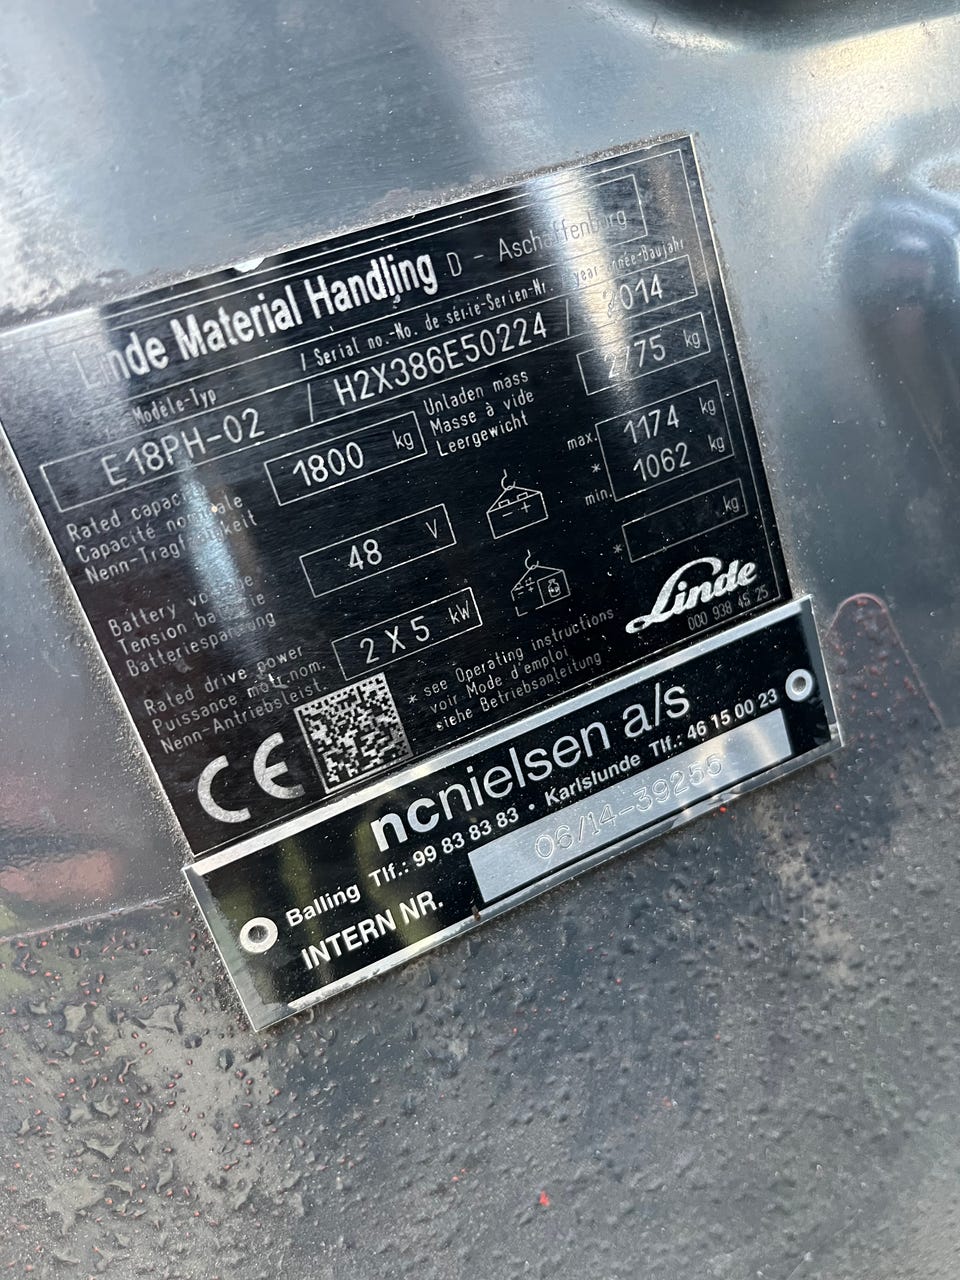 Linde Material Handling D - Aschaffenburg
Modèle-Typ / Serial no.-No. de série-Serien-Nr. / year-année-Baujahr
E18PH-02 / H2X386E50224 / 2014
Rated capacity
Capacité nominale
Nenn-Tragfähigkeit
1800 kg
Unladen mass
Masse à vide
Leergewicht
2775 kg
Battery voltage
Tension batterie
Batteriespannung
48 V
max. 1174 kg
*
min. 1062 kg
Rated drive power
Puissance mot.nom.
Nenn-Antriebsleist.
2 X 5 kW
* kg
* see Operating instructions
voir Mode d'emploi
siehe Betriebsanleitung
Linde
000 938 45 25
CE
ncnielsen a/s
Balling Tlf.: 99 83 83 83 · Karlslunde Tlf.: 46 15 00 23
INTERN NR. 06/14-39256